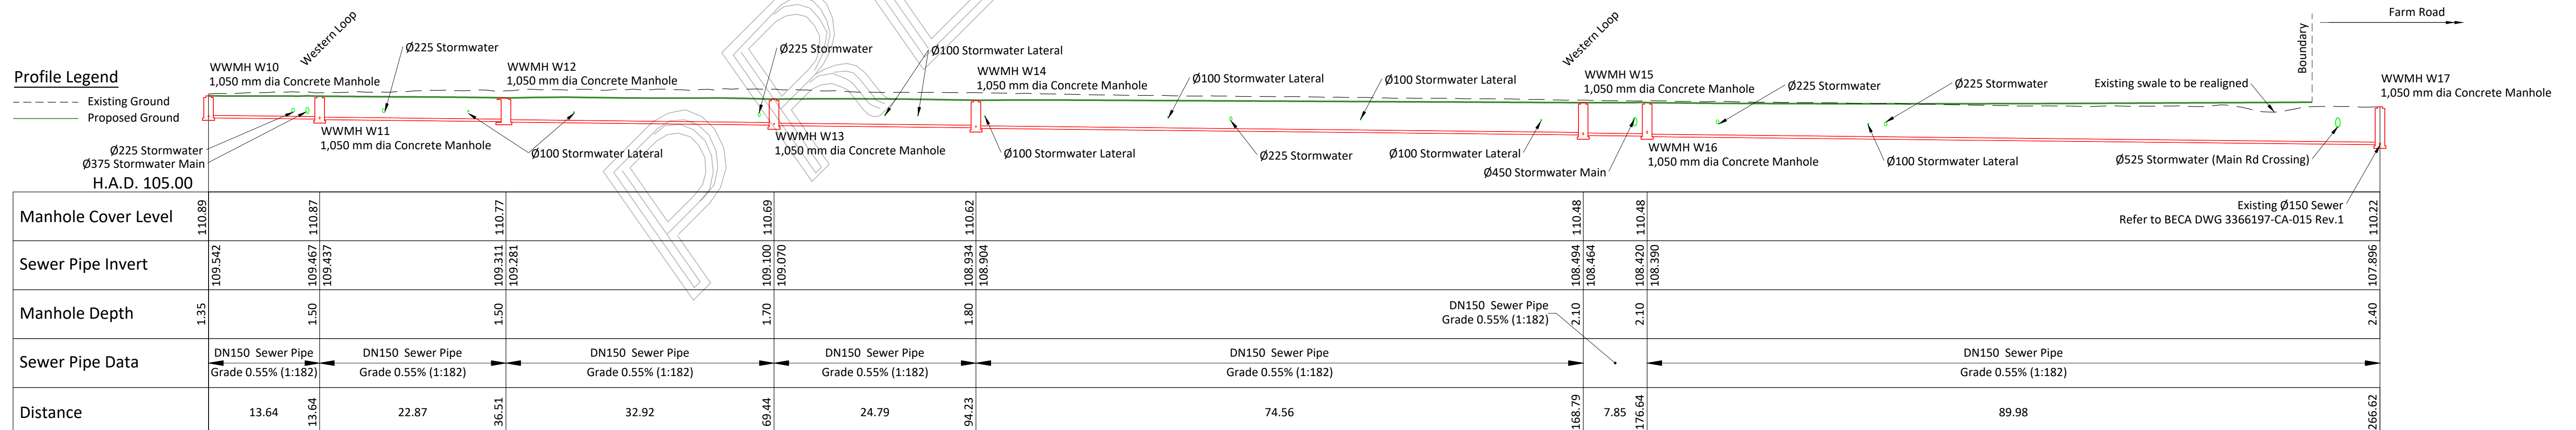 Profile Legend
Existing Ground
Proposed Ground
WWMH W10
1,050 mm dia Concrete Manhole
Western Loop
Ø225 Stormwater
WWMH W12
1,050 mm dia Concrete Manhole
Ø225 Stormwater
Ø100 Stormwater Lateral
WWMH W14
1,050 mm dia Concrete Manhole
Ø100 Stormwater Lateral
Ø100 Stormwater Lateral
Western Loop
WWMH W15
1,050 mm dia Concrete Manhole
Ø225 Stormwater
Ø225 Stormwater
Existing swale to be realigned
Boundary
Farm Road
WWMH W17
1,050 mm dia Concrete Manhole
Ø225 Stormwater
Ø375 Stormwater Main
WWMH W11
1,050 mm dia Concrete Manhole
Ø100 Stormwater Lateral
WWMH W13
1,050 mm dia Concrete Manhole
Ø100 Stormwater Lateral
Ø225 Stormwater
Ø100 Stormwater Lateral
Ø450 Stormwater Main
WWMH W16
1,050 mm dia Concrete Manhole
Ø100 Stormwater Lateral
Ø525 Stormwater (Main Rd Crossing)
Existing Ø150 Sewer
Refer to BECA DWG 3366197-CA-015 Rev.1
H.A.D. 105.00
Manhole Cover Level
110.89
110.87
110.77
110.69
110.62
110.48
110.48
110.22
Sewer Pipe Invert
109.542
109.467
109.437
109.311
109.281
109.100
109.070
108.934
108.904
108.494
108.464
108.420
108.390
107.896
Manhole Depth
1.35
1.50
1.50
1.70
1.80
2.10
2.10
2.40
DN150 Sewer Pipe
Grade 0.55% (1:182)
Sewer Pipe Data
DN150 Sewer Pipe
Grade 0.55% (1:182)
DN150 Sewer Pipe
Grade 0.55% (1:182)
DN150 Sewer Pipe
Grade 0.55% (1:182)
DN150 Sewer Pipe
Grade 0.55% (1:182)
DN150 Sewer Pipe
Grade 0.55% (1:182)
DN150 Sewer Pipe
Grade 0.55% (1:182)
Distance
13.64
13.64
22.87
36.51
32.92
69.44
24.79
94.23
74.56
168.79
7.85
176.64
89.98
266.62